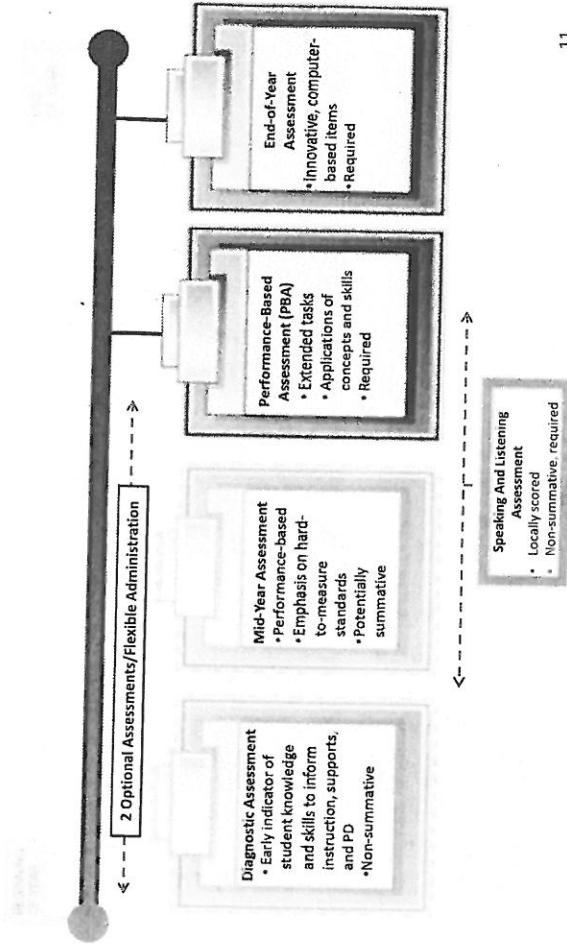 2 Optional Assessments/Flexible Administration
Diagnostic Assessment
• Early indicator of
student knowledge
and skills to inform
instruction, supports,
and PD
•Non-summative
Mid-Year Assessment
•Performance-based
•Emphasis on hard-
to-measure
standards
•Potentially
summative
Performance-Based
Assessment (PBA)
• Extended tasks
• Applications of
concepts and skills
• Required
End-of-Year
Assessment
•Innovative, computer-
based items
•Required
Speaking And Listening
Assessment
• Locally scored
• Non-summative, required
11